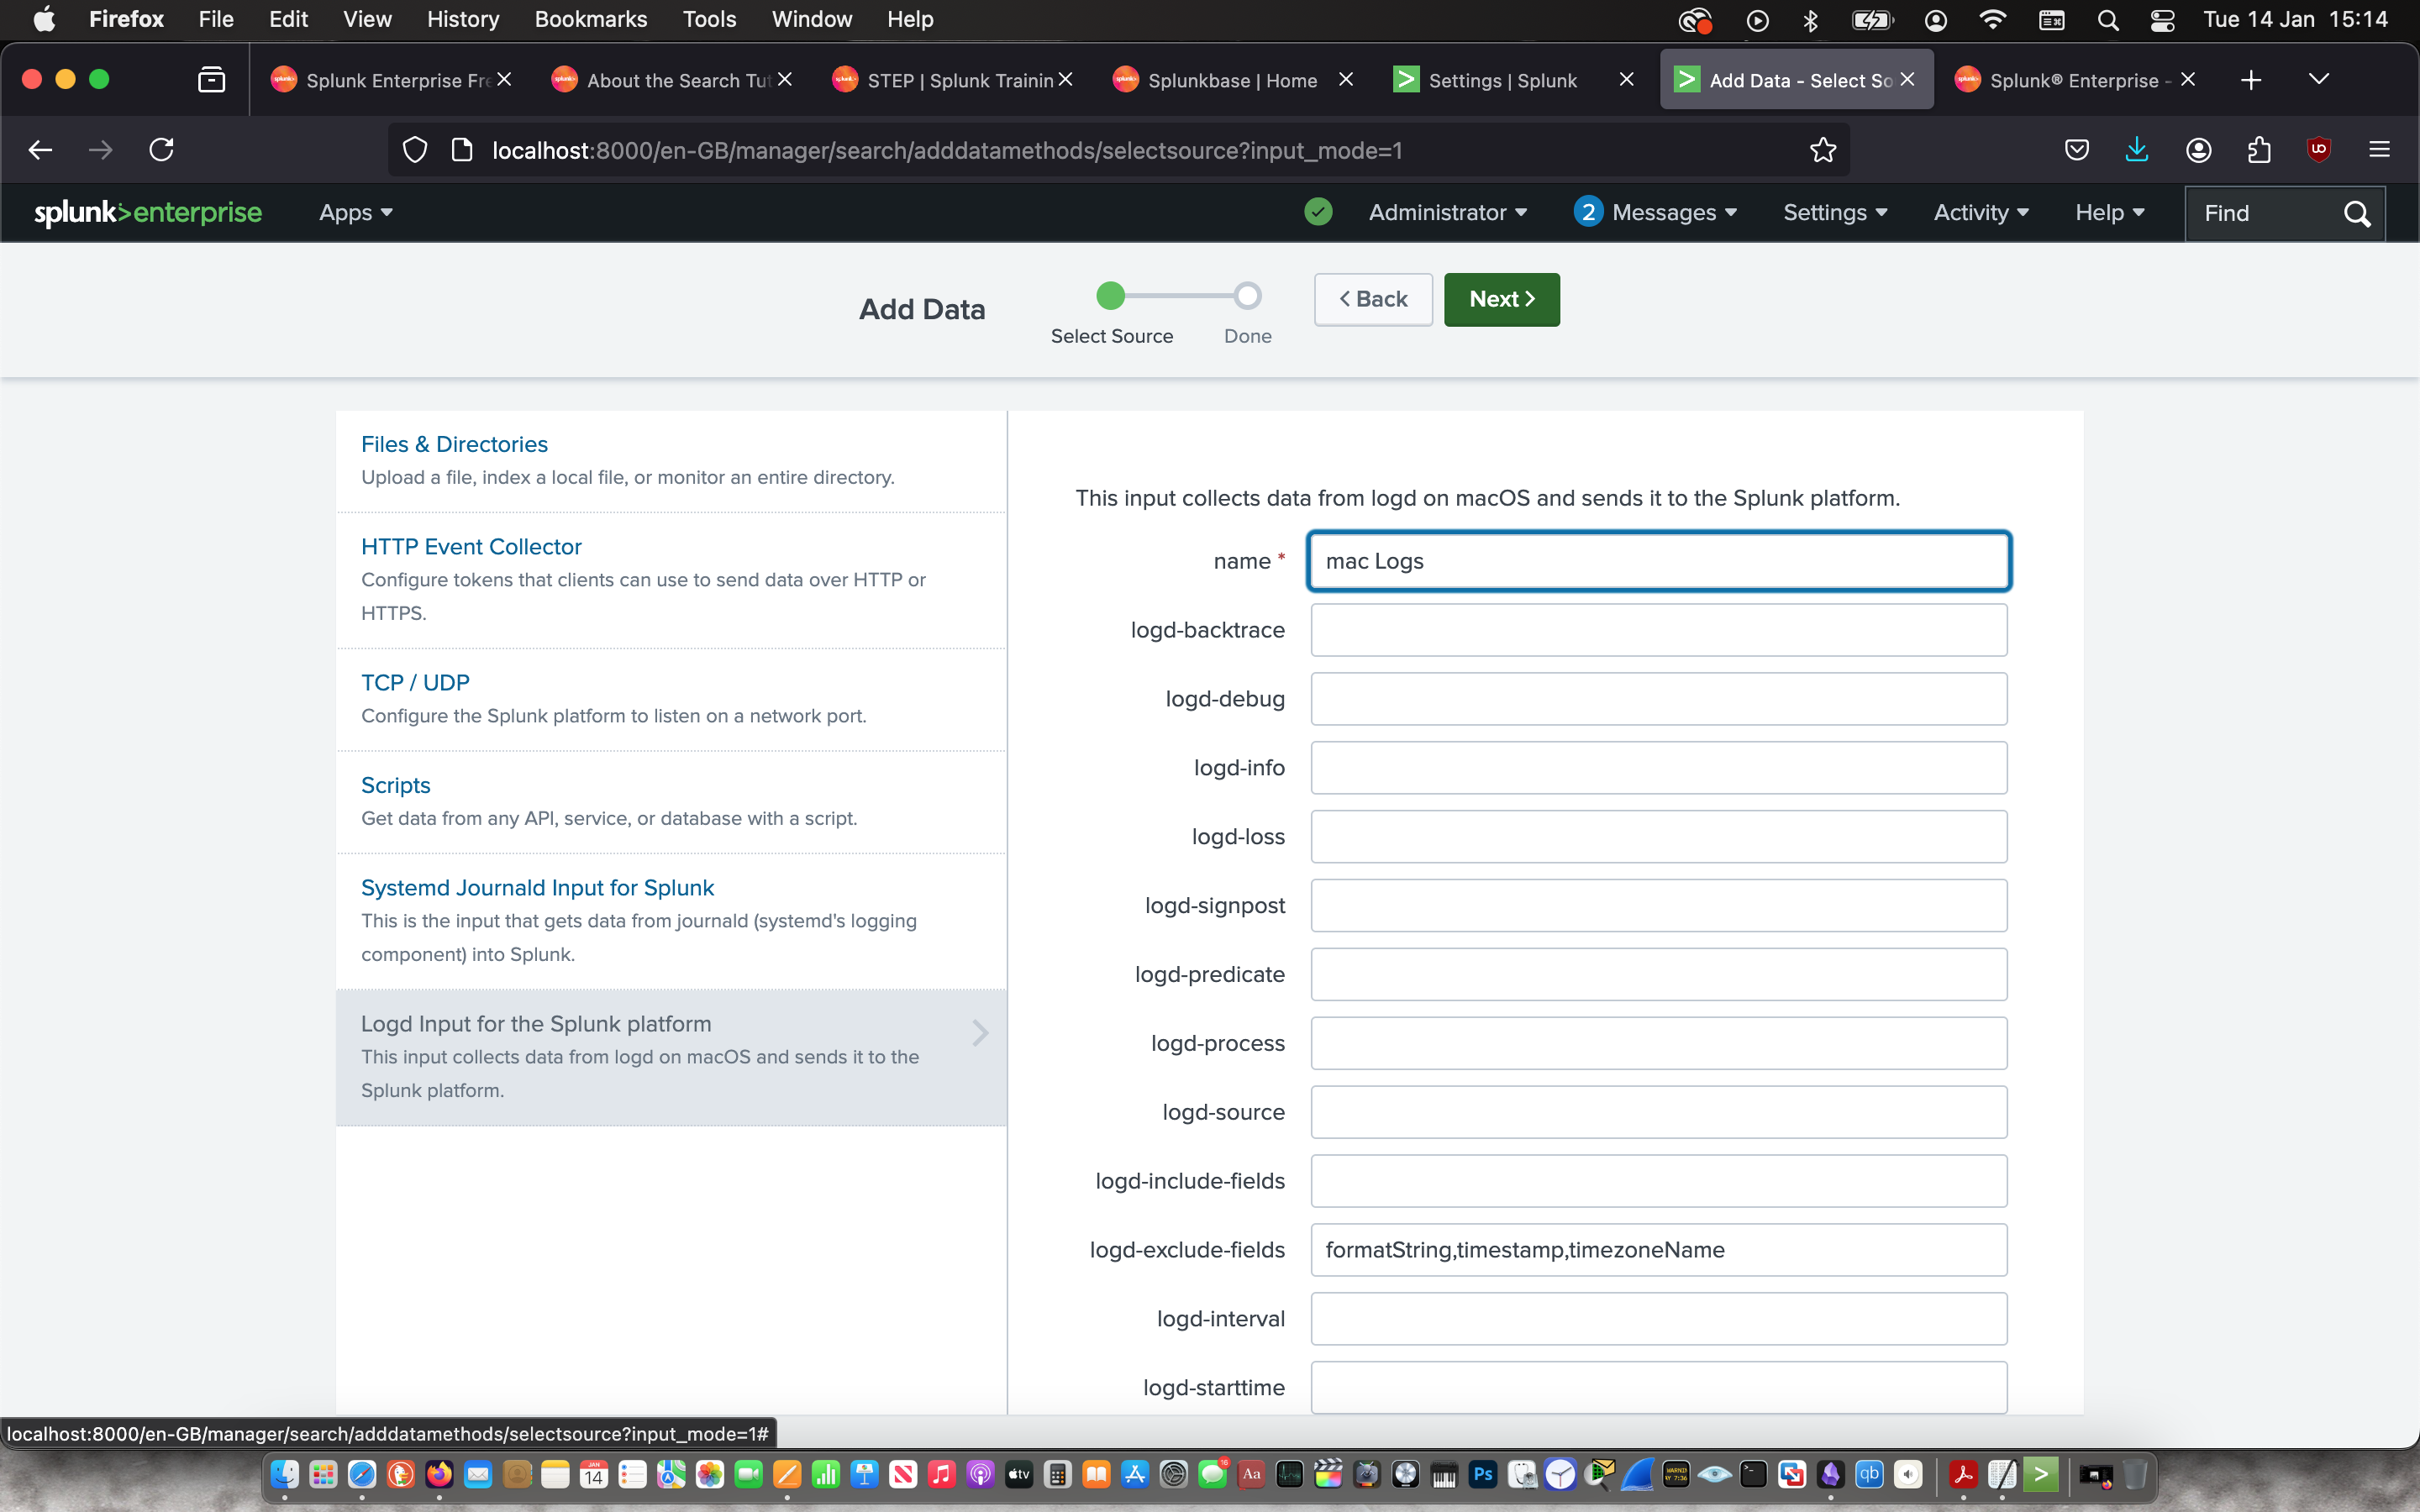 Firefox File Edit View History Bookmarks Tools Window Help Tue 14 Jan 15:14
Splunk Enterprise Fre About the Search Tut STEP | Splunk Trainin Splunkbase | Home Settings | Splunk Add Data - Select So Splunk® Enterprise -
localhost:8000/en-GB/manager/search/adddatamethods/selectsource?input_mode=1
splunk>enterprise Apps Administrator 2 Messages Settings Activity Help Find
Add Data
Select Source Done
Back Next
Files & Directories
Upload a file, index a local file, or monitor an entire directory.
HTTP Event Collector
Configure tokens that clients can use to send data over HTTP or
HTTPS.
TCP / UDP
Configure the Splunk platform to listen on a network port.
Scripts
Get data from any API, service, or database with a script.
Systemd Journald Input for Splunk
This is the input that gets data from journald (systemd's logging
component) into Splunk.
Logd Input for the Splunk platform
This input collects data from logd on macOS and sends it to the
Splunk platform.
This input collects data from logd on macOS and sends it to the Splunk platform.
name * mac Logs
logd-backtrace
logd-debug
logd-info
logd-loss
logd-signpost
logd-predicate
logd-process
logd-source
logd-include-fields
logd-exclude-fields formatString,timestamp,timezoneName
logd-interval
logd-starttime
localhost:8000/en-GB/manager/search/adddatamethods/selectsource?input_mode=1#
JAN
14
tv
16
Aa
Ps
qb